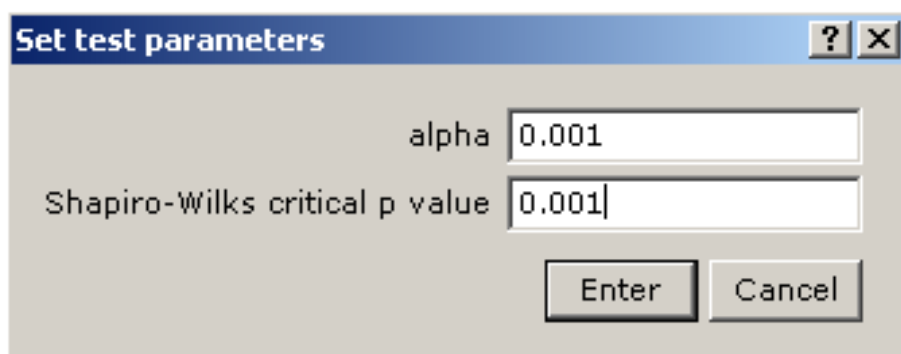 Set test parameters ? X
alpha 0.001
Shapiro-Wilks critical p value 0.001
Enter Cancel